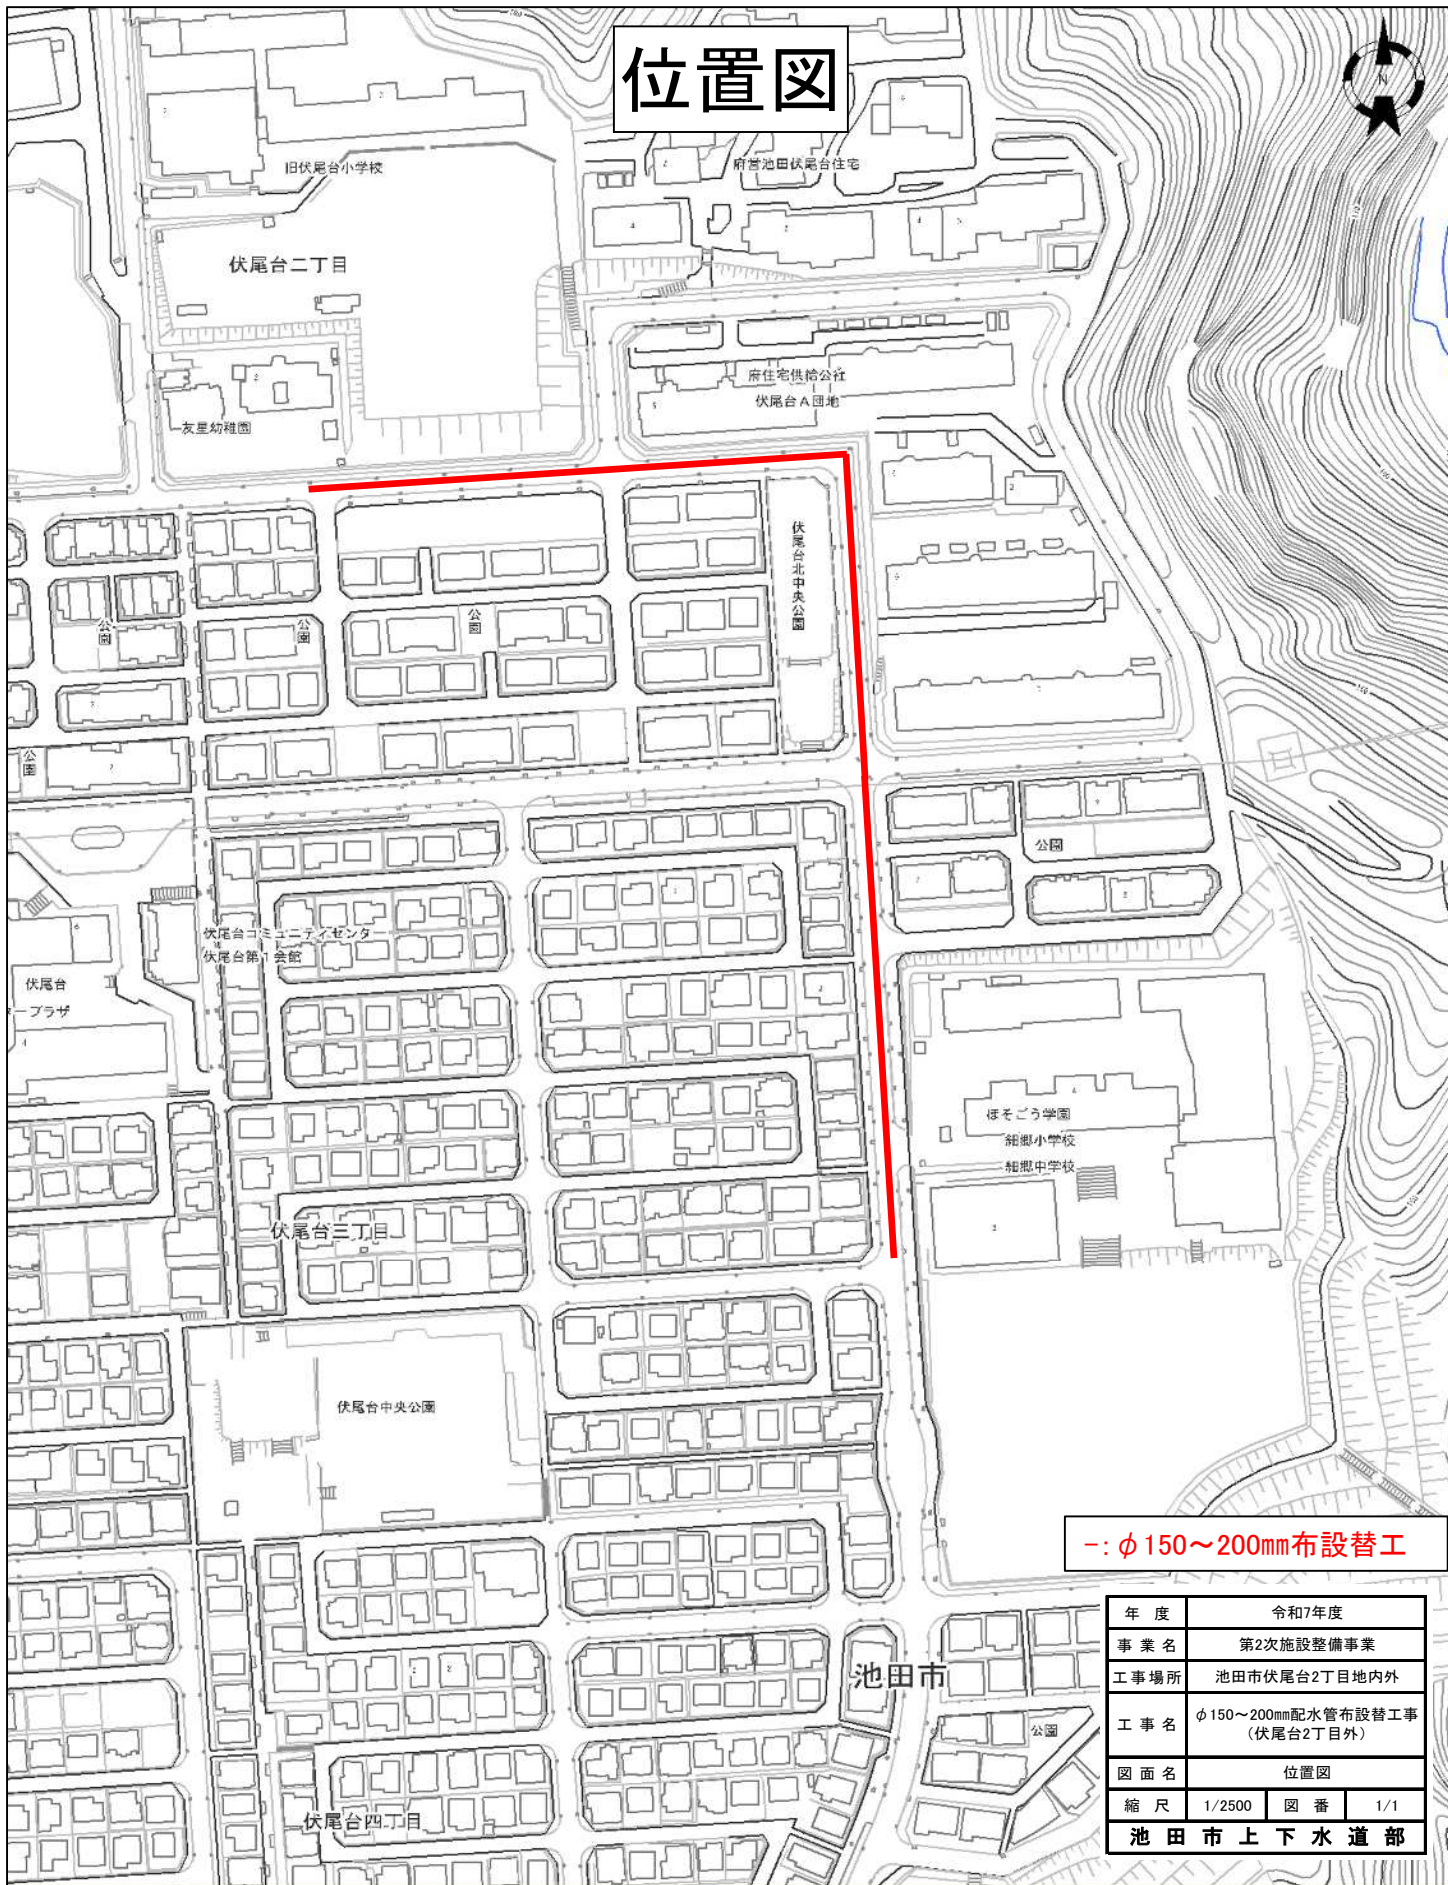 位置図
N
旧伏尾台小学校
府営池田伏尾台住宅
伏尾台二丁目
府住宅供給公社
伏尾台A団地
友星幼稚園
伏尾台北中央公園
公園
公園
公園
公園
公園
伏尾台コミュニティセンター
伏尾台第1会館
伏尾台
プラザ
ほそごう学園
細郷小学校
細郷中学校
伏尾台三丁目
伏尾台中央公園
-:φ150～200㎜布設替工
池田市
公園
伏尾台四丁目
年 度 令和7年度
事 業 名 第2次施設整備事業
工事場所 池田市伏尾台2丁目地内外
工 事 名 φ150～200㎜配水管布設替工事
(伏尾台2丁目外)
図 面 名 位置図
縮 尺 1/2500 図 番 1/1
池 田 市 上 下 水 道 部